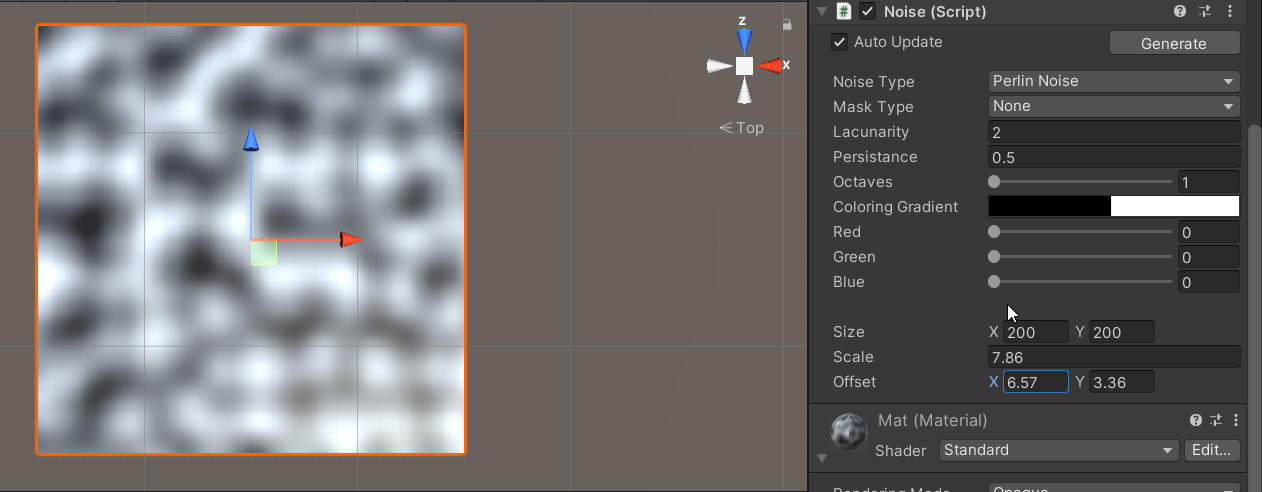 z
x
Top
# Noise (Script)
Auto Update
Generate
Noise Type Perlin Noise
Mask Type None
Lacunarity 2
Persistance 0.5
Octaves 1
Coloring Gradient
Red 0
Green 0
Blue 0
Size X 200 Y 200
Scale 7.86
Offset X 6.57 Y 3.36
Mat (Material)
Shader Standard Edit...
Rendering Mode Opaque